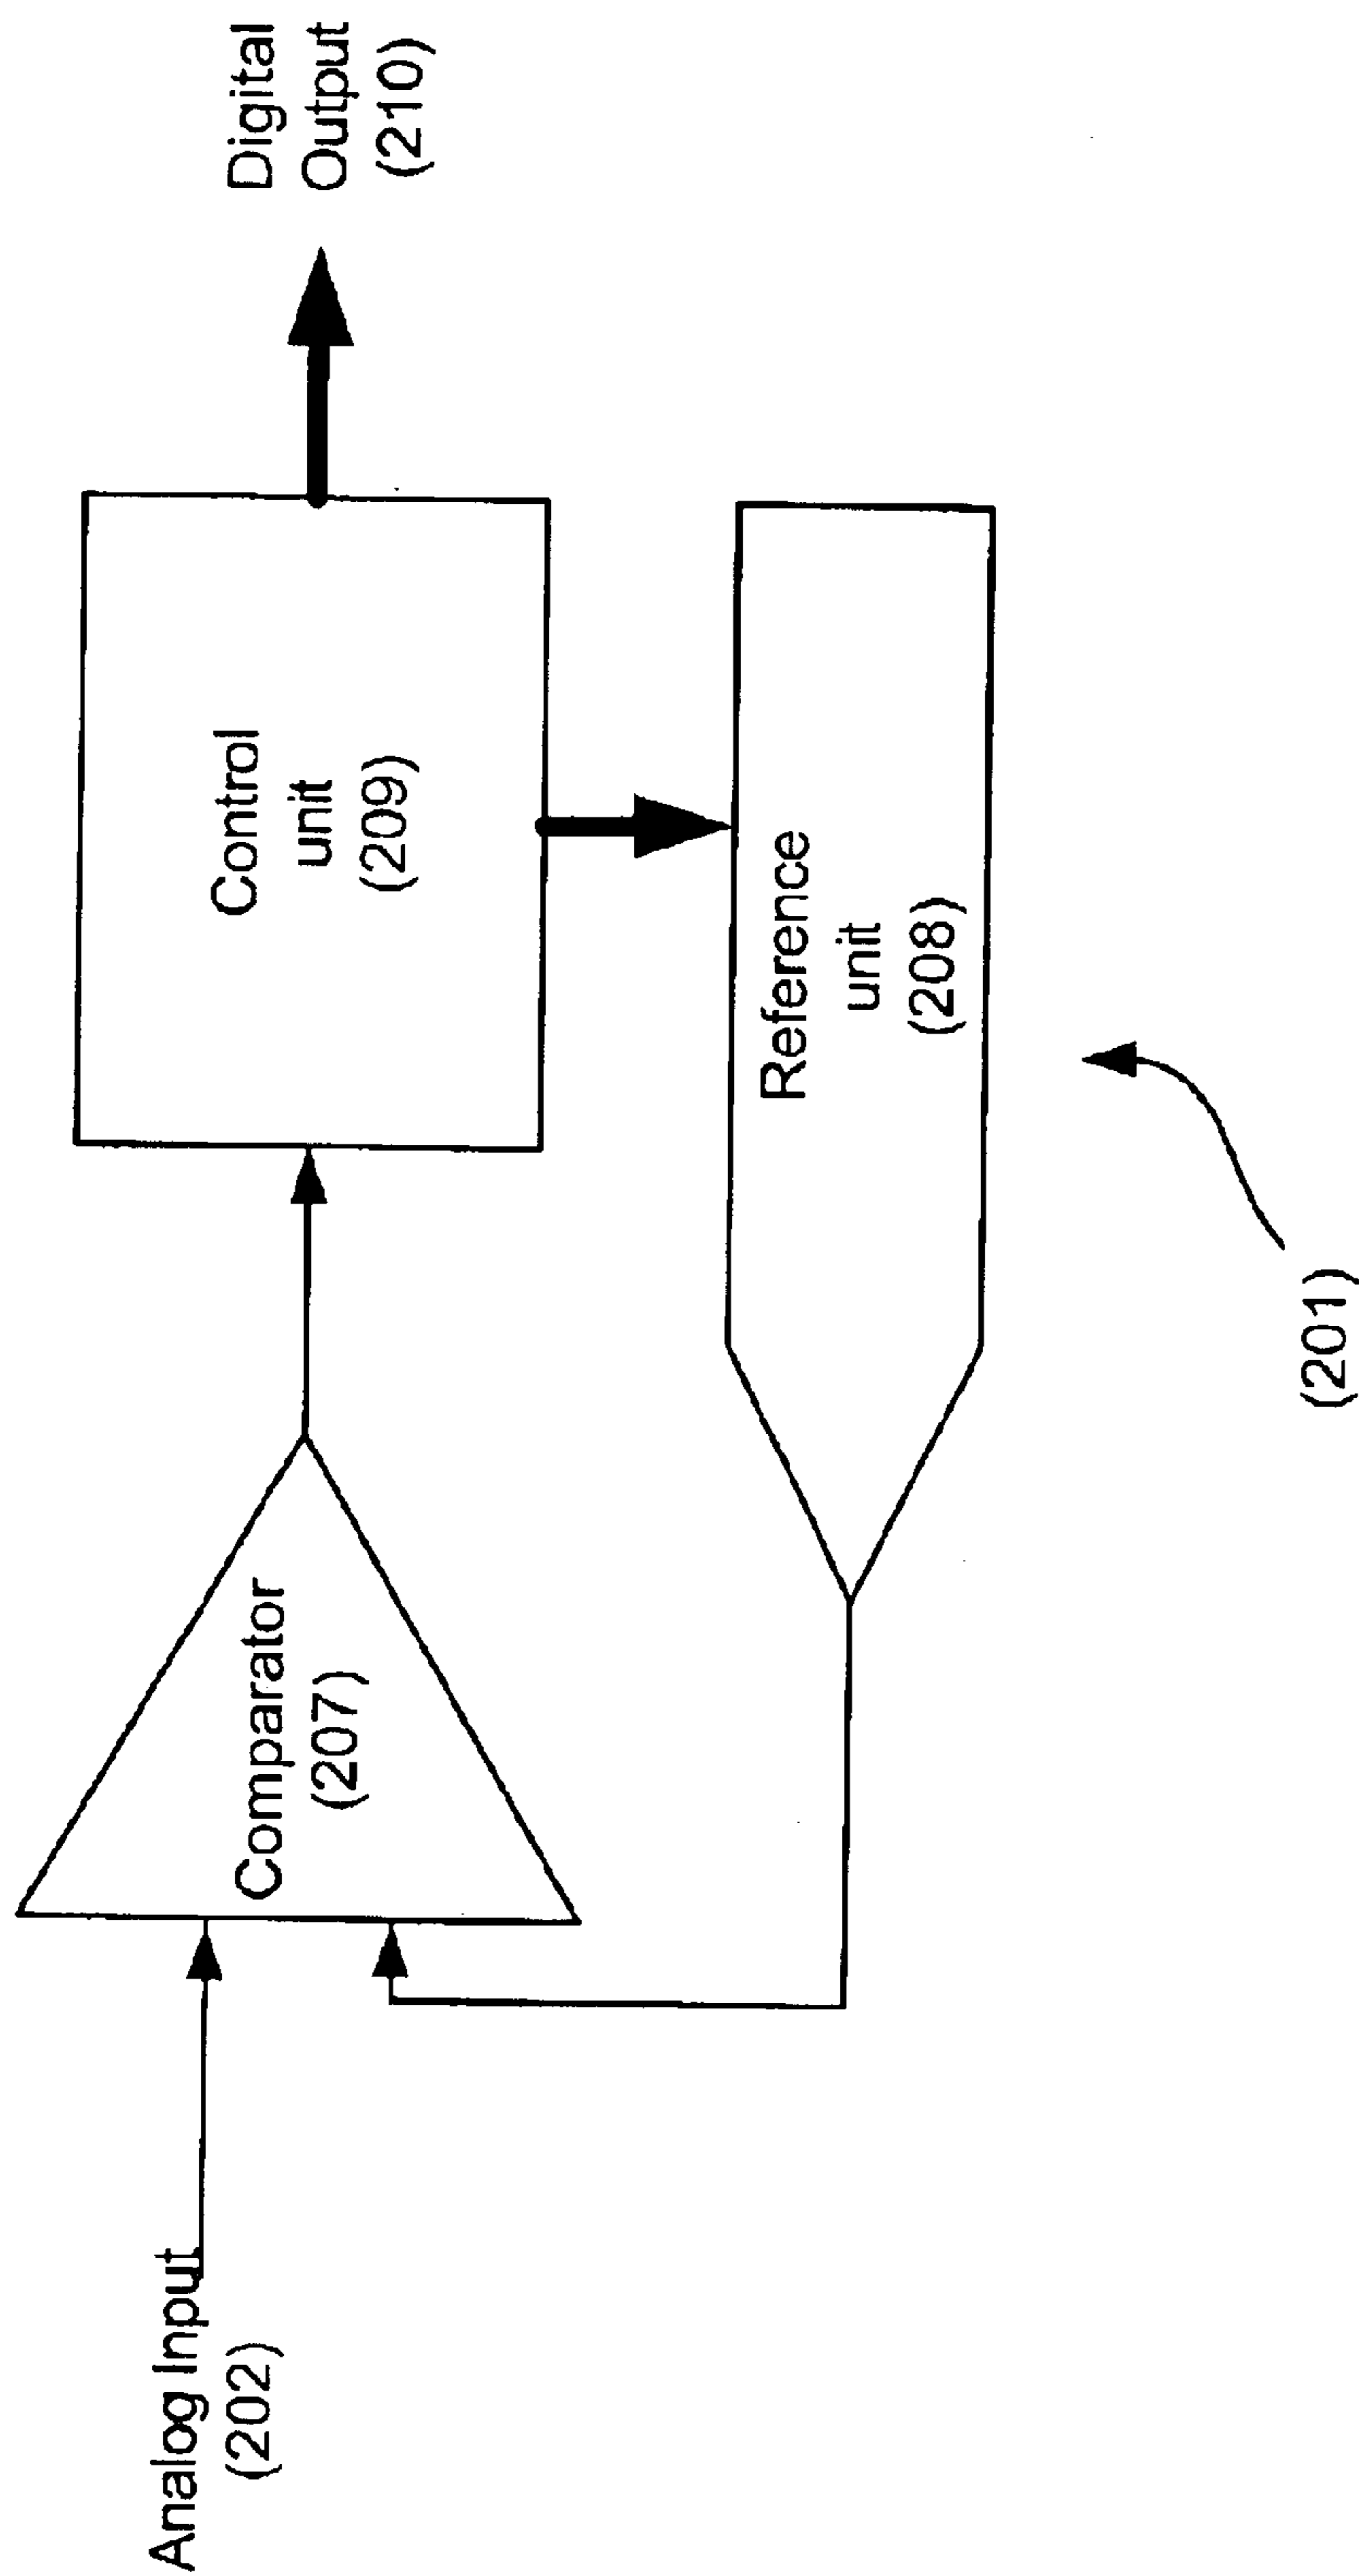 Analog Input
(202)
Comparator
(207)
Control
unit
(209)
Digital
Output
(210)
Reference
unit
(208)
(201)